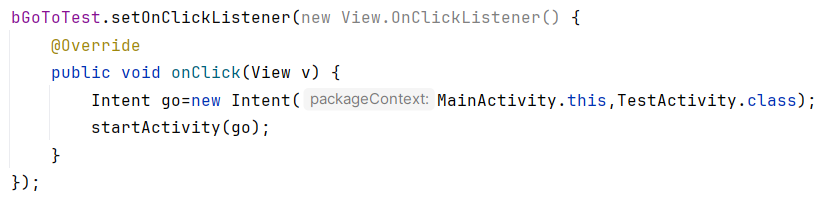 bGoToTest.setOnClickListener(new View.OnClickListener() {
    @Override
    public void onClick(View v) {
        Intent go=new Intent( packageContext: MainActivity.this,TestActivity.class);
        startActivity(go);
    }
});